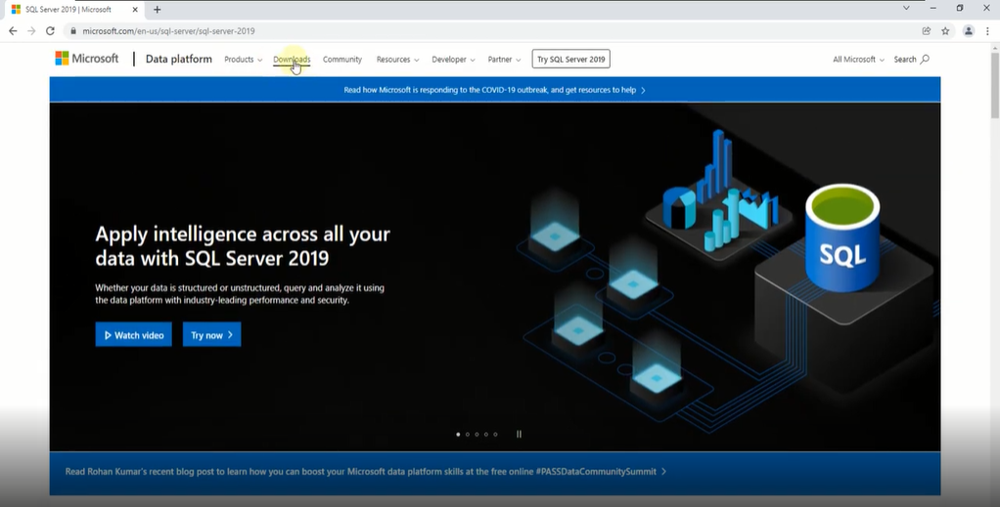 SQL Server 2019 | Microsoft
microsoft.com/en-us/sql-server/sql-server-2019
Microsoft
Data platform
Products
Downloads
Community
Resources
Developer
Partner
Try SQL Server 2019
All Microsoft
Search
Read how Microsoft is responding to the COVID-19 outbreak, and get resources to help
Apply intelligence across all your
data with SQL Server 2019
Whether your data is structured or unstructured, query and analyze it using
the data platform with industry-leading performance and security.
Watch video
Try now
SQL
Read Rohan Kumar's recent blog post to learn how you can boost your Microsoft data platform skills at the free online #PASSDataCommunitySummit